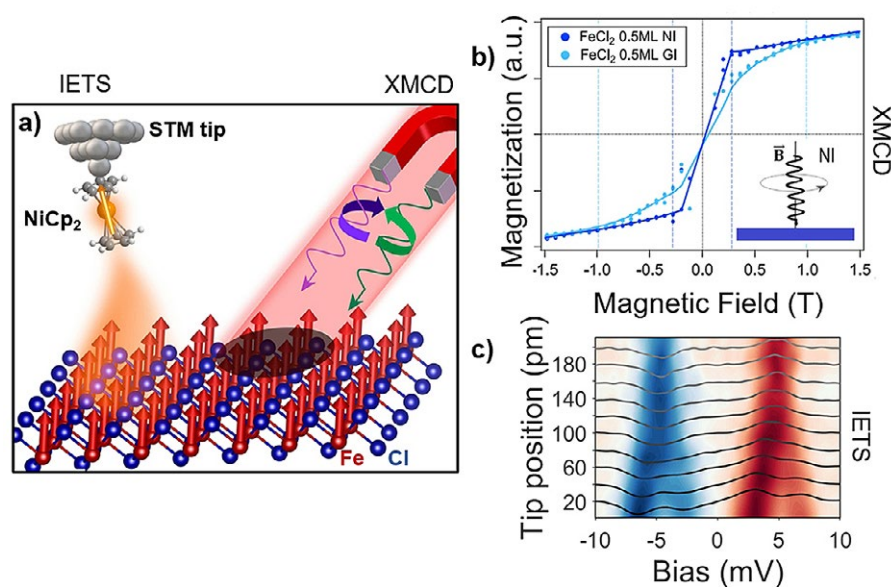 IETS
XMCD
a)
STM tip
NiCp₂
Fe
Cl
b)
Magnetization (a.u.)
FeCl₂ 0.5ML NI
FeCl₂ 0.5ML GI
B
NI
XMCD
-1.5 -1.0 -0.5 0.0 0.5 1.0 1.5
Magnetic Field (T)
c)
Tip position (pm)
180
140
100
60
20
IETS
-10 -5 0 5 10
Bias (mV)